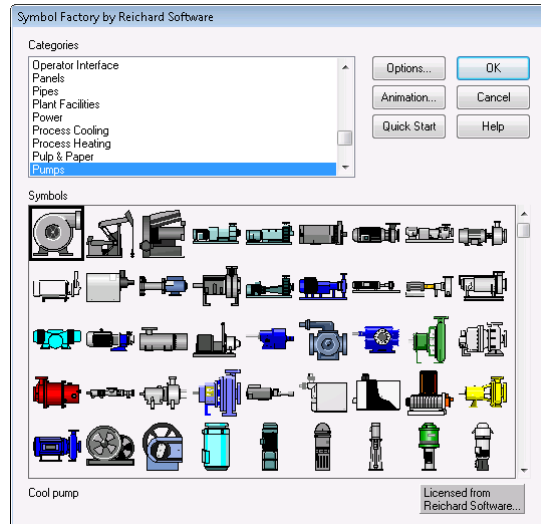 Symbol Factory by Reichard Software
Categories
Operator Interface
Panels
Pipes
Plant Facilities
Power
Process Cooling
Process Heating
Pulp & Paper
Pumps
Options...
OK
Animation...
Cancel
Quick Start
Help
Symbols
Cool pump
Licensed from
Reichard Software...